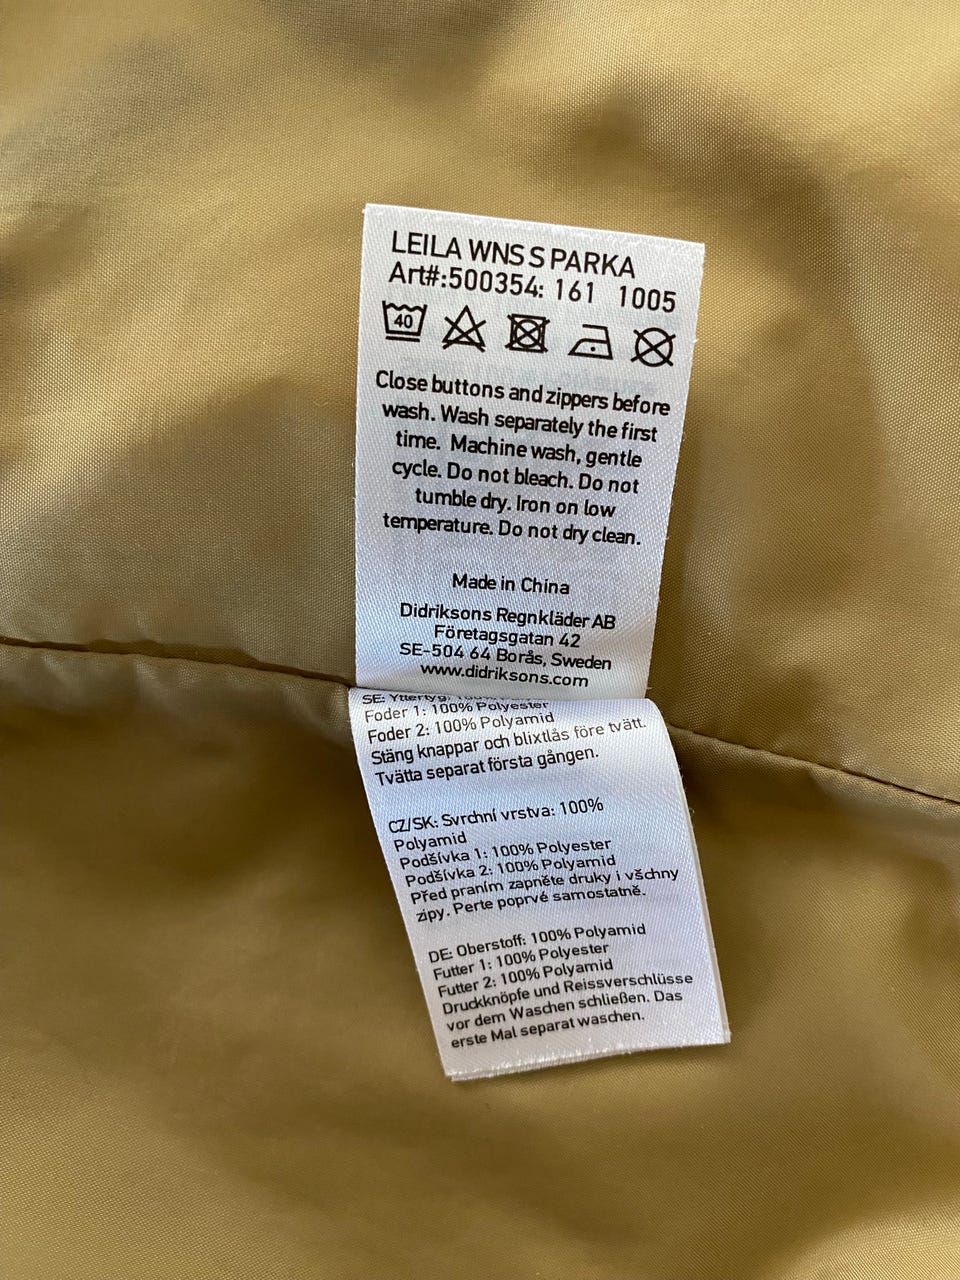 LEILA WNS S PARKA
Art#:500354: 161 1005
40
Close buttons and zippers before
wash. Wash separately the first
time. Machine wash, gentle
cycle. Do not bleach. Do not
tumble dry. Iron on low
temperature. Do not dry clean.
Made in China
Didriksons Regnkläder AB
Företagsgatan 42
SE-504 64 Borås, Sweden
www.didriksons.com
SE: Yttertyg:
Foder 1: 100% Polyester
Foder 2: 100% Polyamid
Stäng knappar och blixtlås före tvätt.
Tvätta separat första gången.
CZ/SK: Svrchní vrstva: 100%
Polyamid
Podšívka 1: 100% Polyester
Podšívka 2: 100% Polyamid
Před praním zapněte druky i všchny
zipy. Perte poprvé samostatně.
DE: Oberstoff: 100% Polyamid
Futter 1: 100% Polyester
Futter 2: 100% Polyamid
Druckknöpfe und Reissverschlüsse
vor dem Waschen schließen. Das
erste Mal separat waschen.